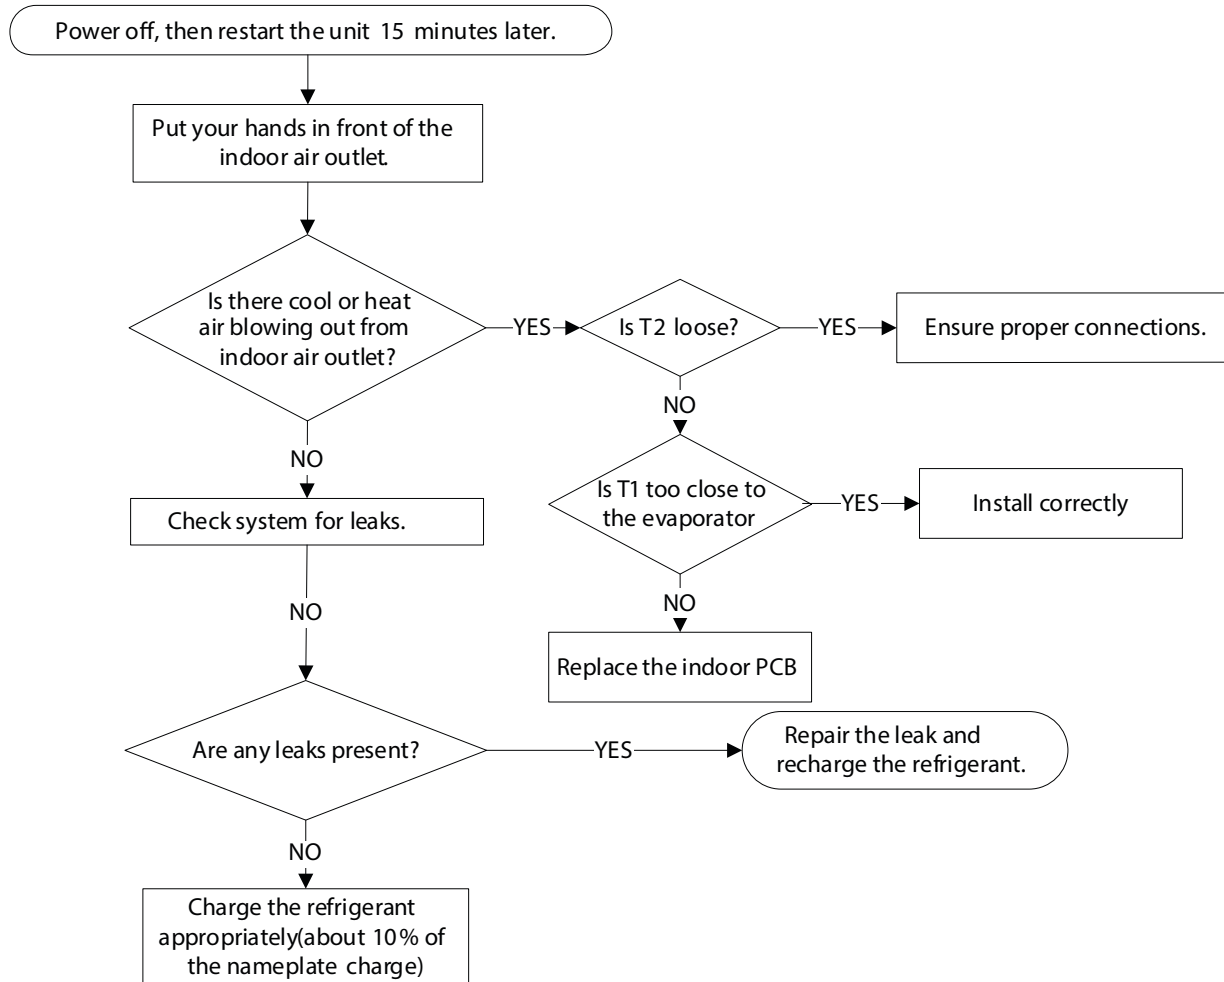 Power off, then restart the unit 15 minutes later.
Put your hands in front of the
indoor air outlet.
Is there cool or heat
air blowing out from
indoor air outlet?
YES
Is T2 loose?
YES
Ensure proper connections.
NO
NO
Is T1 too close to
the evaporator
YES
Install correctly
Check system for leaks.
NO
NO
Replace the indoor PCB
Are any leaks present?
YES
Repair the leak and
recharge the refrigerant.
NO
Charge the refrigerant
appropriately(about 10% of
the nameplate charge)